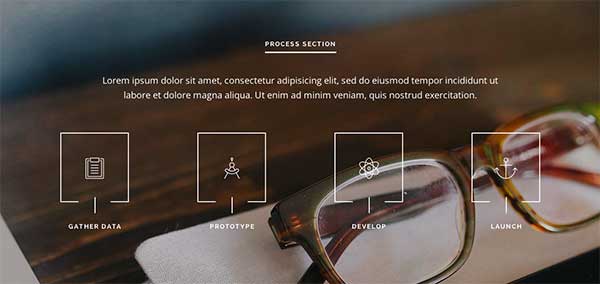 PROCESS SECTION
Lorem ipsum dolor sit amet, consectetur adipisicing elit, sed do eiusmod tempor incididunt ut
labore et dolore magna aliqua. Ut enim ad minim veniam, quis nostrud exercitation.
GATHER DATA
PROTOTYPE
DEVELOP
LAUNCH